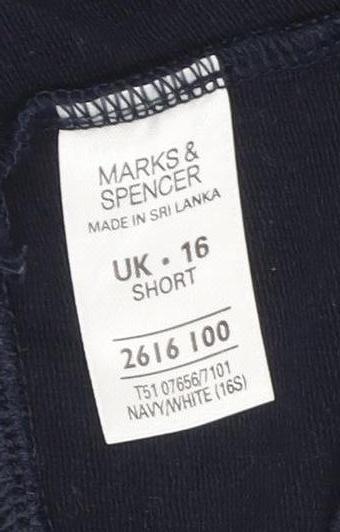 MARKS &
SPENCER
MADE IN SRI LANKA
UK • 16
SHORT
2616 100
T51 07656/7101
NAVY/WHITE (16S)